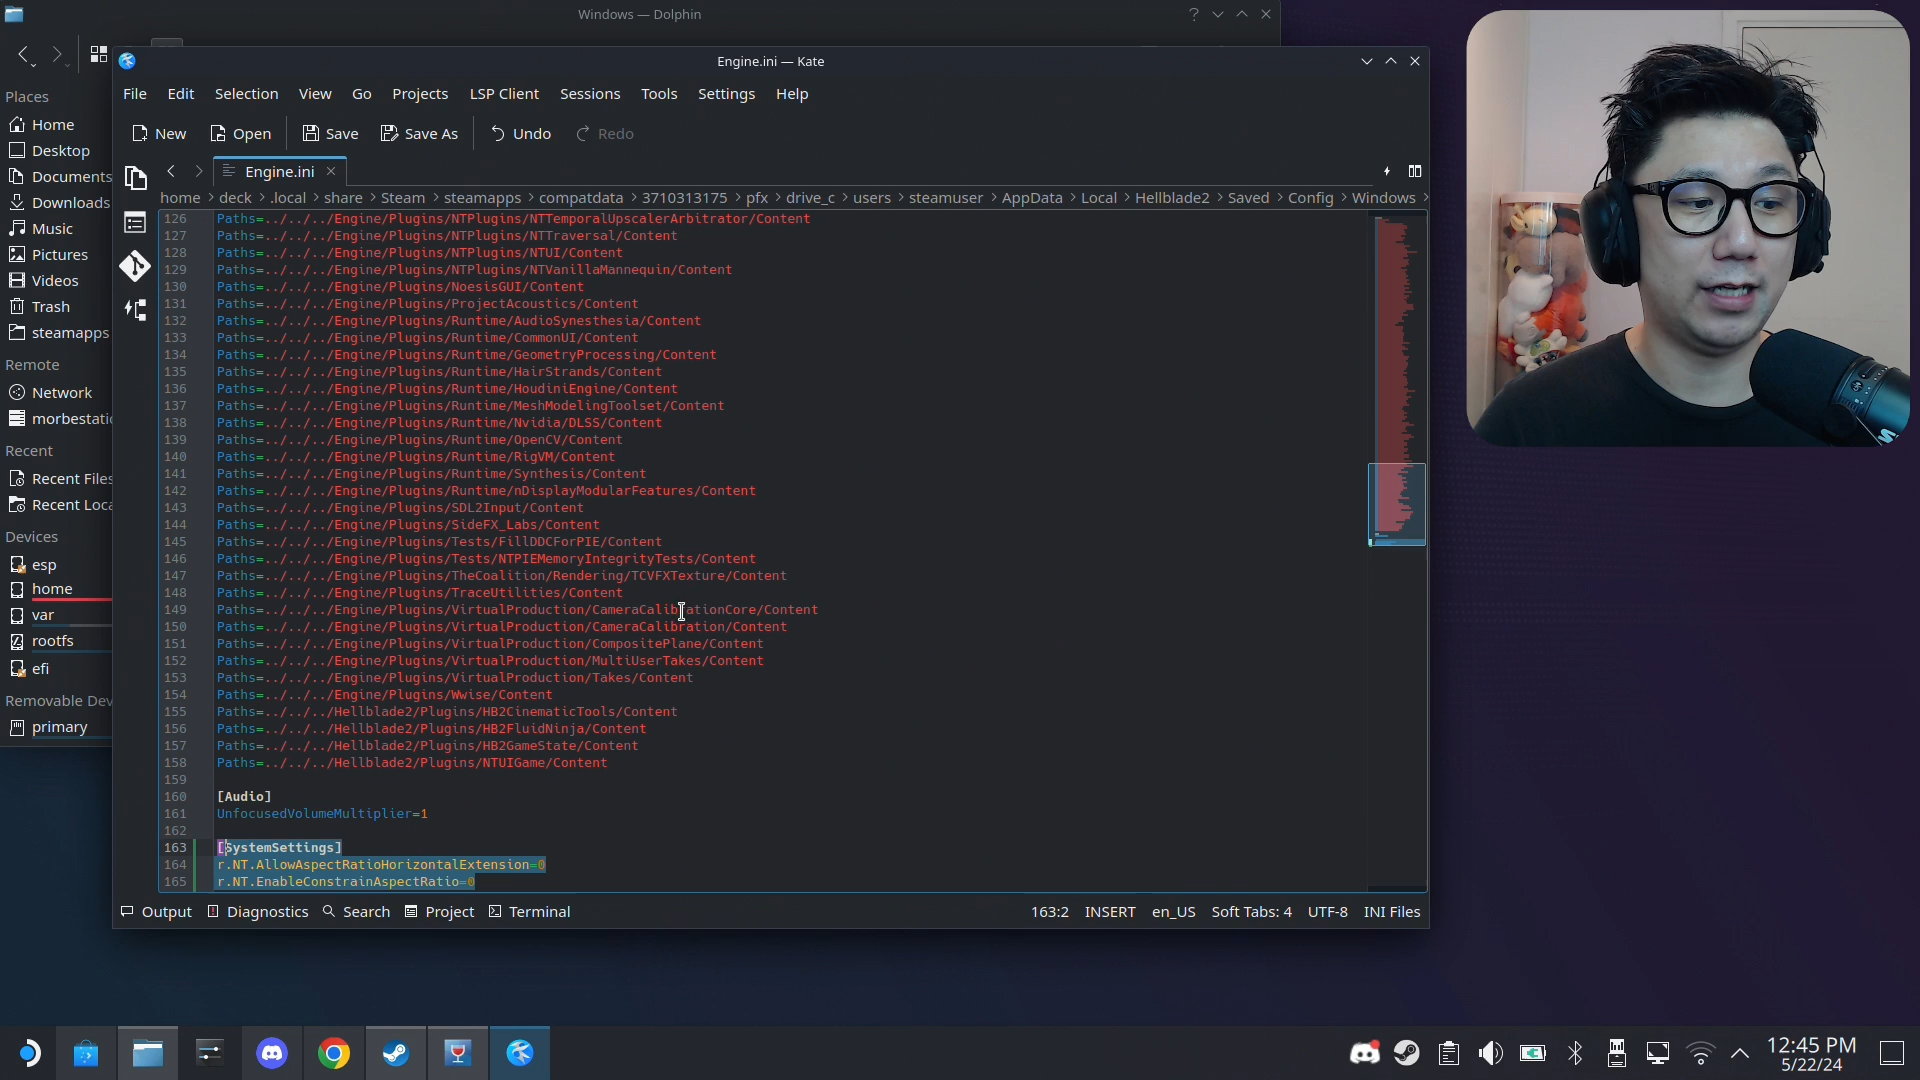 Windows — Dolphin
Engine.ini — Kate
File Edit Selection View Go Projects LSP Client Sessions Tools Settings Help
New Open Save Save As Undo Redo
Engine.ini
home > deck > .local > share > Steam > steamapps > compatdata > 3710313175 > pfx > drive_c > users > steamuser > AppData > Local > Hellblade2 > Saved > Config > Windows >
Places
Home
Desktop
Documents
Downloads
Music
Pictures
Videos
Trash
steamapps
Remote
Network
morbestatic
Recent
Recent Files
Recent Loca
Devices
esp
home
var
rootfs
efi
Removable Dev
primary
126 Paths=../../../Engine/Plugins/NTPlugins/NTTemporalUpscalerArbitrator/Content
127 Paths=../../../Engine/Plugins/NTPlugins/NTTraversal/Content
128 Paths=../../../Engine/Plugins/NTPlugins/NTUI/Content
129 Paths=../../../Engine/Plugins/NTPlugins/NTVanillaMannequin/Content
130 Paths=../../../Engine/Plugins/NoesisGUI/Content
131 Paths=../../../Engine/Plugins/ProjectAcoustics/Content
132 Paths=../../../Engine/Plugins/Runtime/AudioSynesthesia/Content
133 Paths=../../../Engine/Plugins/Runtime/CommonUI/Content
134 Paths=../../../Engine/Plugins/Runtime/GeometryProcessing/Content
135 Paths=../../../Engine/Plugins/Runtime/HairStrands/Content
136 Paths=../../../Engine/Plugins/Runtime/HoudiniEngine/Content
137 Paths=../../../Engine/Plugins/Runtime/MeshModelingToolset/Content
138 Paths=../../../Engine/Plugins/Runtime/Nvidia/DLSS/Content
139 Paths=../../../Engine/Plugins/Runtime/OpenCV/Content
140 Paths=../../../Engine/Plugins/Runtime/RigVM/Content
141 Paths=../../../Engine/Plugins/Runtime/Synthesis/Content
142 Paths=../../../Engine/Plugins/Runtime/nDisplayModularFeatures/Content
143 Paths=../../../Engine/Plugins/SDL2Input/Content
144 Paths=../../../Engine/Plugins/SideFX_Labs/Content
145 Paths=../../../Engine/Plugins/Tests/FillDDCForPIE/Content
146 Paths=../../../Engine/Plugins/Tests/NTPIEMemoryIntegrityTests/Content
147 Paths=../../../Engine/Plugins/TheCoalition/Rendering/TCVFXTexture/Content
148 Paths=../../../Engine/Plugins/TraceUtilities/Content
149 Paths=../../../Engine/Plugins/VirtualProduction/CameraCalibrationCore/Content
150 Paths=../../../Engine/Plugins/VirtualProduction/CameraCalibration/Content
151 Paths=../../../Engine/Plugins/VirtualProduction/CompositePlane/Content
152 Paths=../../../Engine/Plugins/VirtualProduction/MultiUserTakes/Content
153 Paths=../../../Engine/Plugins/VirtualProduction/Takes/Content
154 Paths=../../../Engine/Plugins/Wwise/Content
155 Paths=../../../Hellblade2/Plugins/HB2CinematicTools/Content
156 Paths=../../../Hellblade2/Plugins/HB2FluidNinja/Content
157 Paths=../../../Hellblade2/Plugins/HB2GameState/Content
158 Paths=../../../Hellblade2/Plugins/NTUIGame/Content
159
160 [Audio]
161 UnfocusedVolumeMultiplier=1
162
163 [SystemSettings]
164 r.NT.AllowAspectRatioHorizontalExtension=0
165 r.NT.EnableConstrainAspectRatio=0
Output Diagnostics Search Project Terminal 163:2 INSERT en_US Soft Tabs: 4 UTF-8 INI Files
12:45 PM
5/22/24